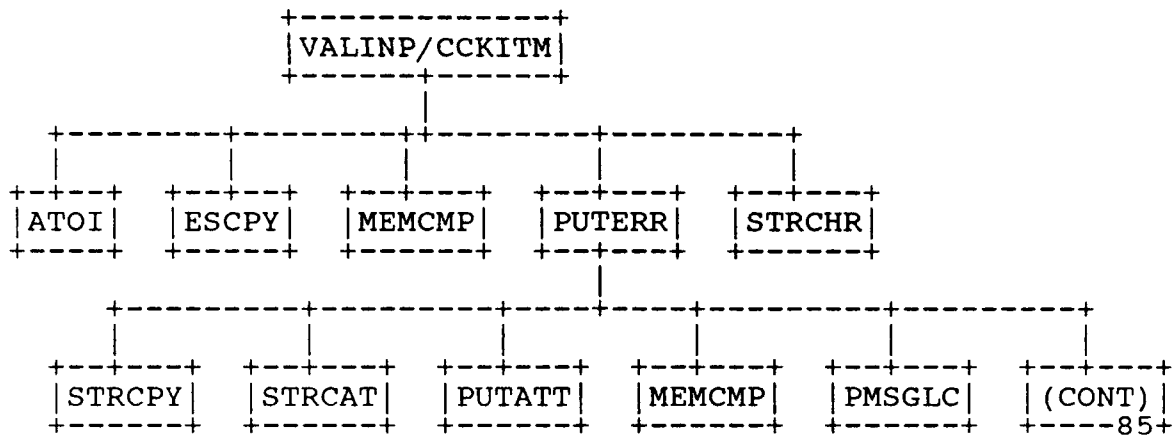 VALINP/CCKITM
ATOI ESCPY MEMCMP PUTERR STRCHR
STRCPY STRCAT PUTATT MEMCMP PMSGLC (CONT)
85